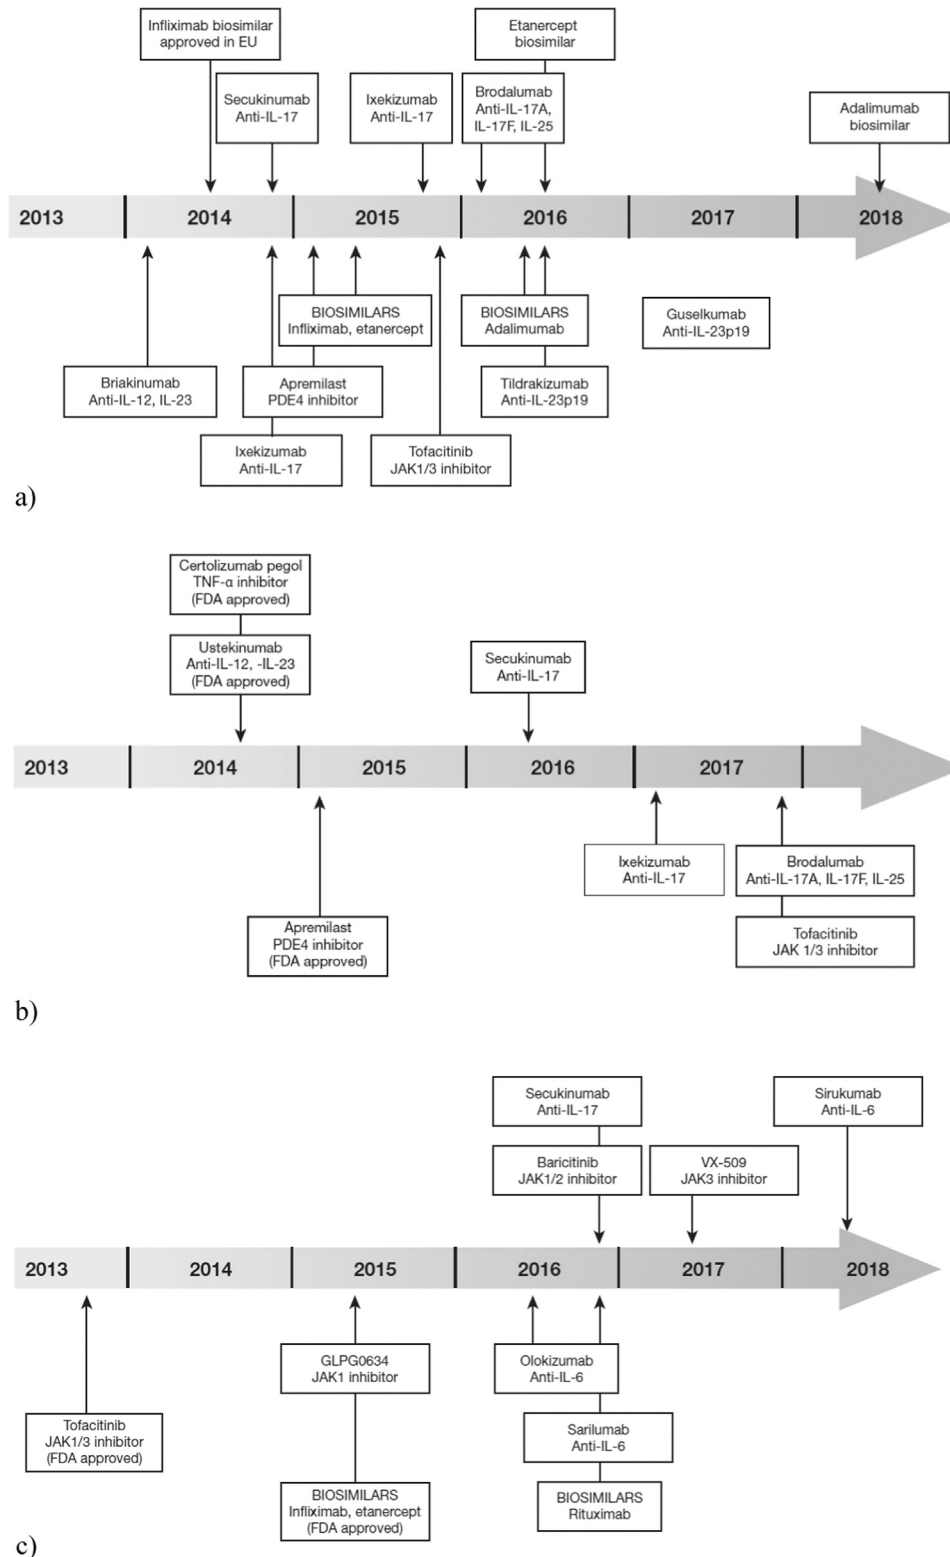 Infliximab biosimilar
approved in EU
Etanercept
biosimilar
Secukinumab
Anti-IL-17
Ixekizumab
Anti-IL-17
Brodalumab
Anti-IL-17A,
IL-17F, IL-25
Adalimumab
biosimilar
2013 2014 2015 2016 2017 2018
BIOSIMILARS
Infliximab, etanercept
BIOSIMILARS
Adalimumab
Guselkumab
Anti-IL-23p19
Briakinumab
Anti-IL-12, IL-23
Apremilast
PDE4 inhibitor
Tildrakizumab
Anti-IL-23p19
Ixekizumab
Anti-IL-17
Tofacitinib
JAK1/3 inhibitor
a)
Certolizumab pegol
TNF-α inhibitor
(FDA approved)
Ustekinumab
Anti-IL-12, -IL-23
(FDA approved)
Secukinumab
Anti-IL-17
2013 2014 2015 2016 2017
Ixekizumab
Anti-IL-17
Brodalumab
Anti-IL-17A, IL-17F, IL-25
Apremilast
PDE4 inhibitor
(FDA approved)
Tofacitinib
JAK 1/3 inhibitor
b)
Secukinumab
Anti-IL-17
Sirukumab
Anti-IL-6
Baricitinib
JAK1/2 inhibitor
VX-509
JAK3 inhibitor
2013 2014 2015 2016 2017 2018
GLPG0634
JAK1 inhibitor
Olokizumab
Anti-IL-6
Tofacitinib
JAK1/3 inhibitor
(FDA approved)
Sarilumab
Anti-IL-6
BIOSIMILARS
Infliximab, etanercept
(FDA approved)
BIOSIMILARS
Rituximab
c)